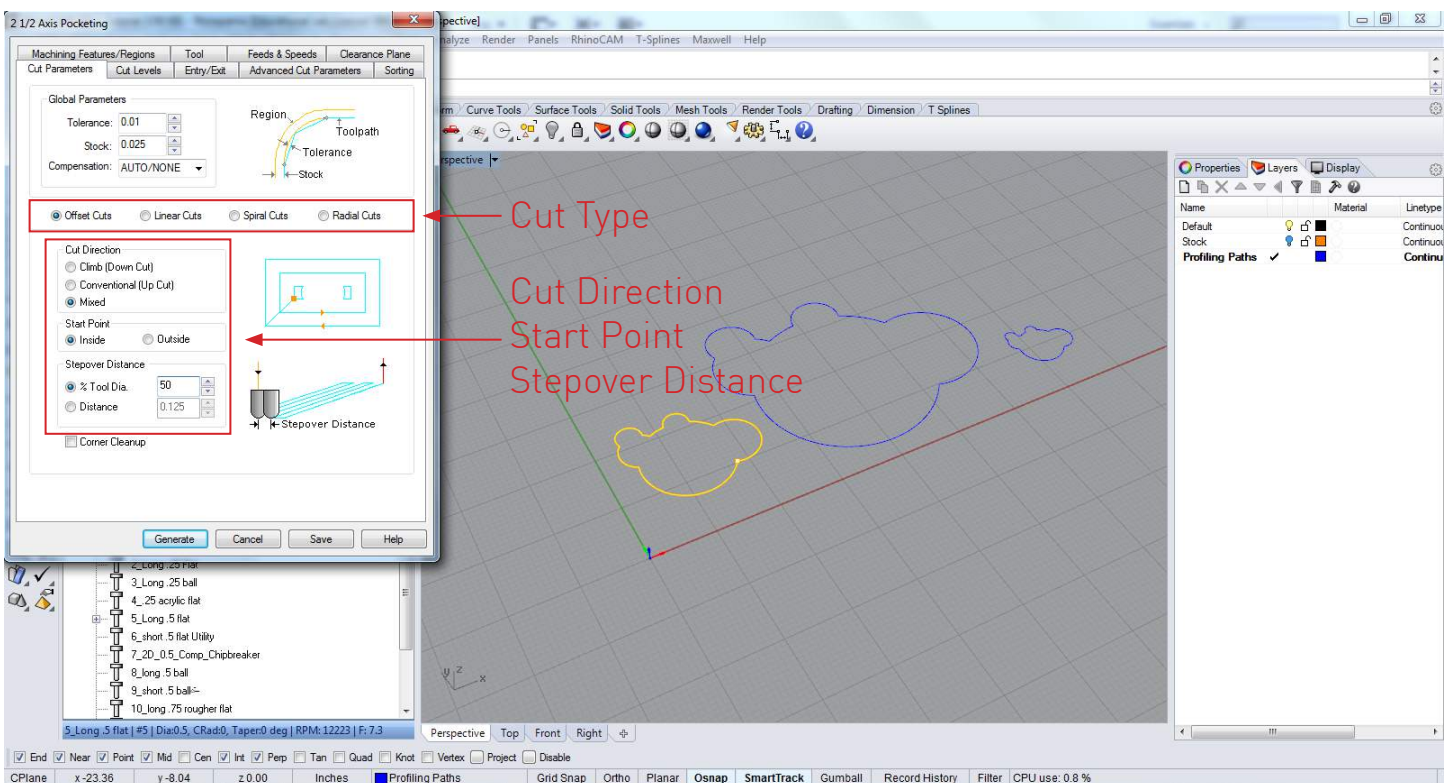 2 1/2 Axis Pocketing
Machining Features/Regions Tool Feeds & Speeds Clearance Plane
Cut Parameters Cut Levels Entry/Exit Advanced Cut Parameters Sorting
Global Parameters
Tolerance: 0.01
Stock: 0.025
Compensation: AUTO/NONE
Region
Toolpath
Tolerance
Stock
Offset Cuts Linear Cuts Spiral Cuts Radial Cuts
Cut Direction
Climb (Down Cut)
Conventional (Up Cut)
Mixed
Start Point
Inside Outside
Stepover Distance
% Tool Dia. 50
Distance 0.125
Stepover Distance
Corner Cleanup
Generate Cancel Save Help
spective]
nalyze Render Panels RhinoCAM T-Splines Maxwell Help
rm Curve Tools Surface Tools Solid Tools Mesh Tools Render Tools Drafting Dimension T Splines
rspective
Cut Type
Cut Direction
Start Point
Stepover Distance
Properties Layers Display
Name Material Linetype
Default Continuou
Stock Continuou
Profiling Paths Continu
2_Long .25 Flat
3_Long .25 ball
4_.25 acrylic flat
5_Long .5 flat
6_short .5 flat Utility
7_2D_0.5_Comp_Chipbreaker
8_long .5 ball
9_short .5 ball
10_long .75 rougher flat
5_Long .5 flat | #5 | Dia:0.5, CRad:0, Taper:0 deg | RPM: 12223 | F: 7.3
y z x
Perspective Top Front Right
End Near Point Mid Cen Int Perp Tan Quad Knot Vertex Project Disable
CPlane x -23.36 y -8.04 z 0.00 Inches Profiling Paths Grid Snap Ortho Planar Osnap SmartTrack Gumball Record History Filter CPU use: 0.8 %